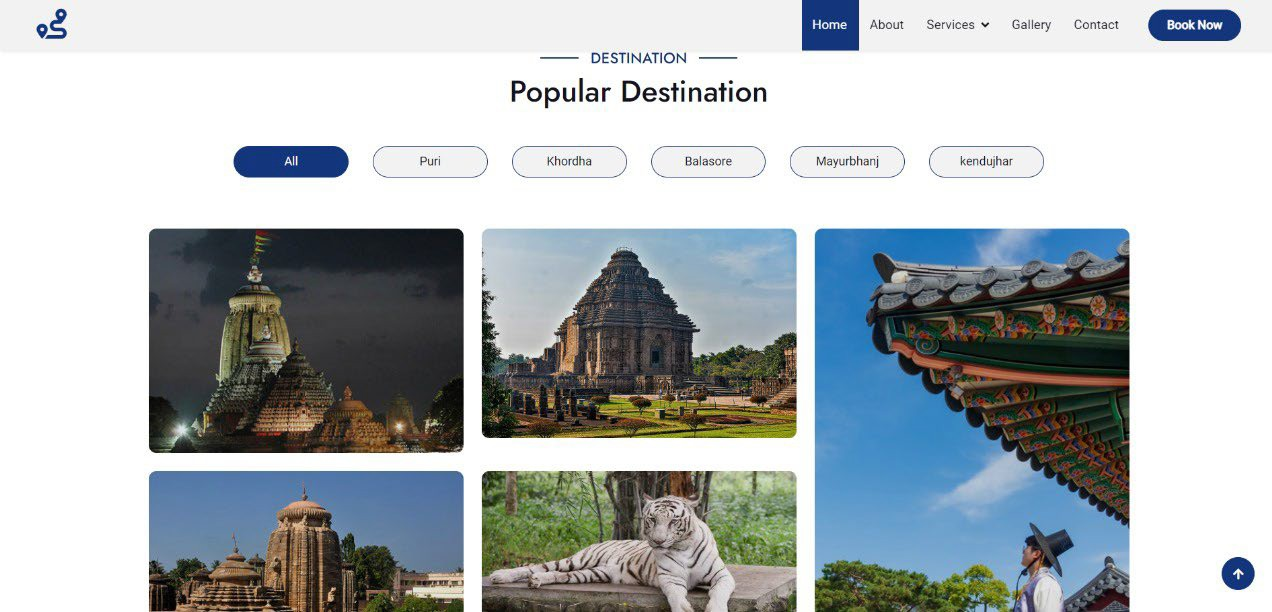 Home About Services Gallery Contact Book Now
DESTINATION
Popular Destination
All Puri Khordha Balasore Mayurbhanj kendujhar